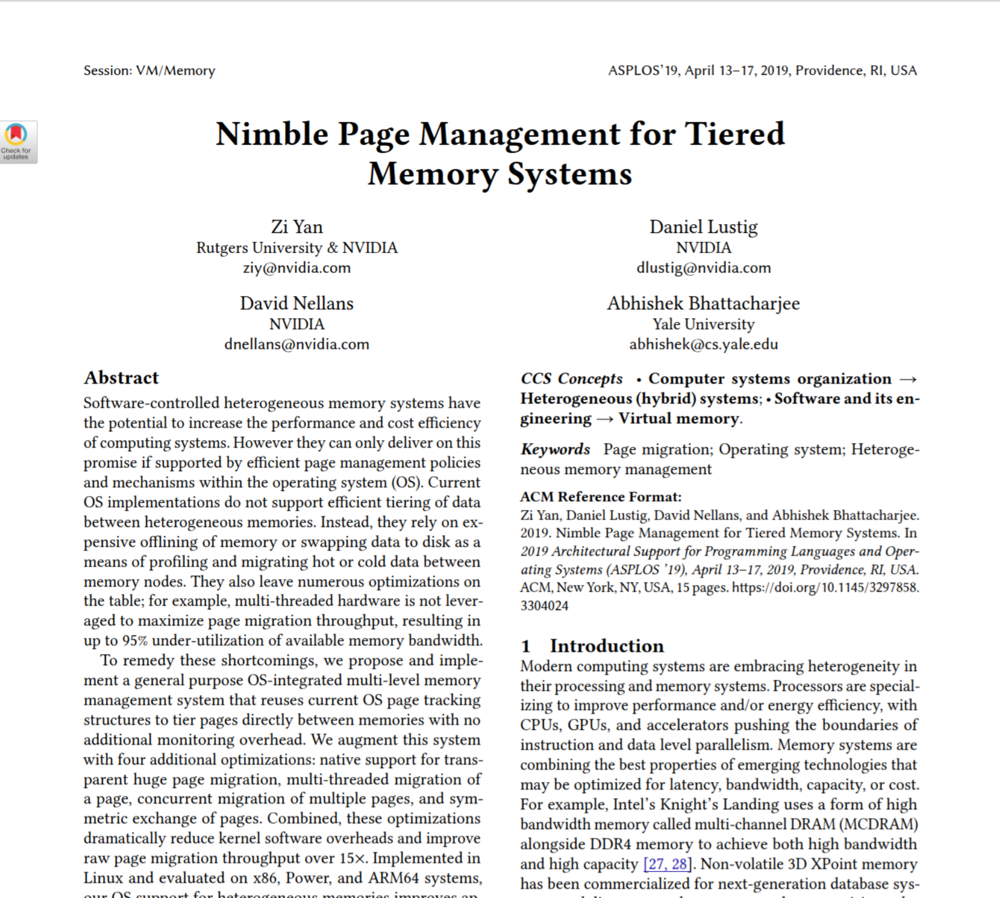 Session: VM/Memory
ASPLOS'19, April 13–17, 2019, Providence, RI, USA
Check for
updates
Nimble Page Management for Tiered
Memory Systems
Zi Yan
Rutgers University & NVIDIA
ziy@nvidia.com
Daniel Lustig
NVIDIA
dlustig@nvidia.com
David Nellans
NVIDIA
dnellans@nvidia.com
Abhishek Bhattacharjee
Yale University
abhishek@cs.yale.edu
Abstract
Software-controlled heterogeneous memory systems have
the potential to increase the performance and cost efficiency
of computing systems. However they can only deliver on this
promise if supported by efficient page management policies
and mechanisms within the operating system (OS). Current
OS implementations do not support efficient tiering of data
between heterogeneous memories. Instead, they rely on ex-
pensive offlining of memory or swapping data to disk as a
means of profiling and migrating hot or cold data between
memory nodes. They also leave numerous optimizations on
the table; for example, multi-threaded hardware is not lever-
aged to maximize page migration throughput, resulting in
up to 95% under-utilization of available memory bandwidth.
To remedy these shortcomings, we propose and imple-
ment a general purpose OS-integrated multi-level memory
management system that reuses current OS page tracking
structures to tier pages directly between memories with no
additional monitoring overhead. We augment this system
with four additional optimizations: native support for trans-
parent huge page migration, multi-threaded migration of
a page, concurrent migration of multiple pages, and sym-
metric exchange of pages. Combined, these optimizations
dramatically reduce kernel software overheads and improve
raw page migration throughput over 15×. Implemented in
Linux and evaluated on x86, Power, and ARM64 systems,
our OS support for heterogeneous memories improves ap-
CCS Concepts • Computer systems organization →
Heterogeneous (hybrid) systems; • Software and its en-
gineering → Virtual memory.
Keywords Page migration; Operating system; Heteroge-
neous memory management
ACM Reference Format:
Zi Yan, Daniel Lustig, David Nellans, and Abhishek Bhattacharjee.
2019. Nimble Page Management for Tiered Memory Systems. In
2019 Architectural Support for Programming Languages and Oper-
ating Systems (ASPLOS '19), April 13–17, 2019, Providence, RI, USA.
ACM, New York, NY, USA, 15 pages. https://doi.org/10.1145/3297858.
3304024
1 Introduction
Modern computing systems are embracing heterogeneity in
their processing and memory systems. Processors are special-
izing to improve performance and/or energy efficiency, with
CPUs, GPUs, and accelerators pushing the boundaries of
instruction and data level parallelism. Memory systems are
combining the best properties of emerging technologies that
may be optimized for latency, bandwidth, capacity, or cost.
For example, Intel's Knight's Landing uses a form of high
bandwidth memory called multi-channel DRAM (MCDRAM)
alongside DDR4 memory to achieve both high bandwidth
and high capacity [27, 28]. Non-volatile 3D XPoint memory
has been commercialized for next-generation database sys-